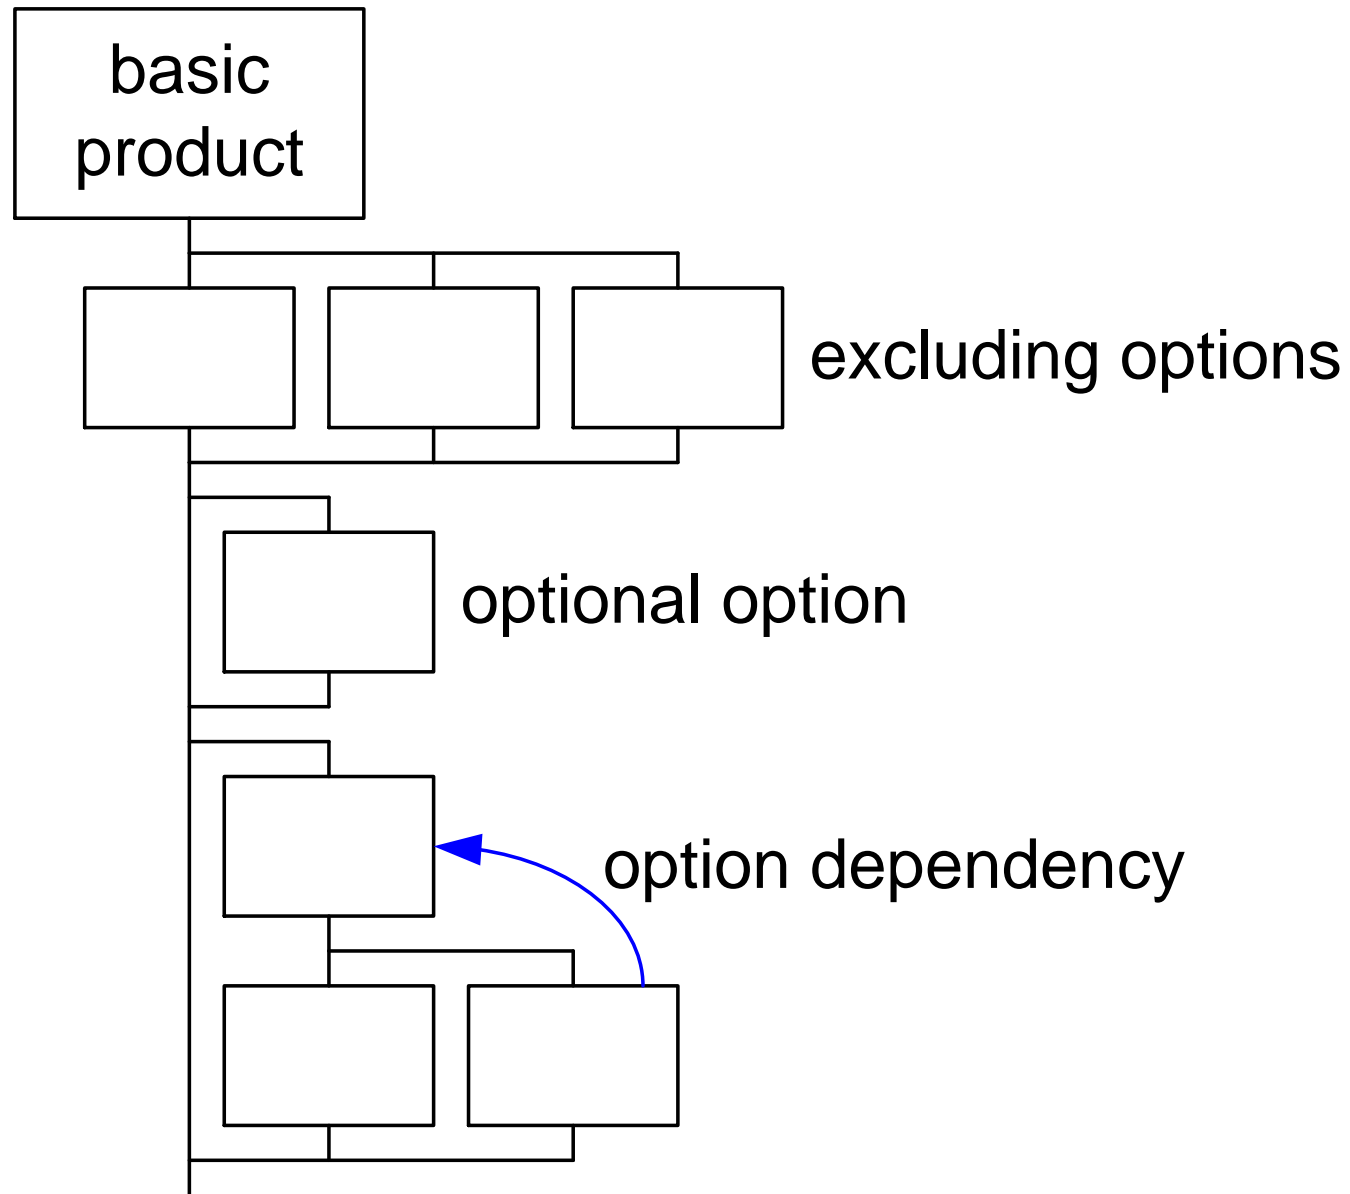 basic
product
excluding options
optional option
option dependency